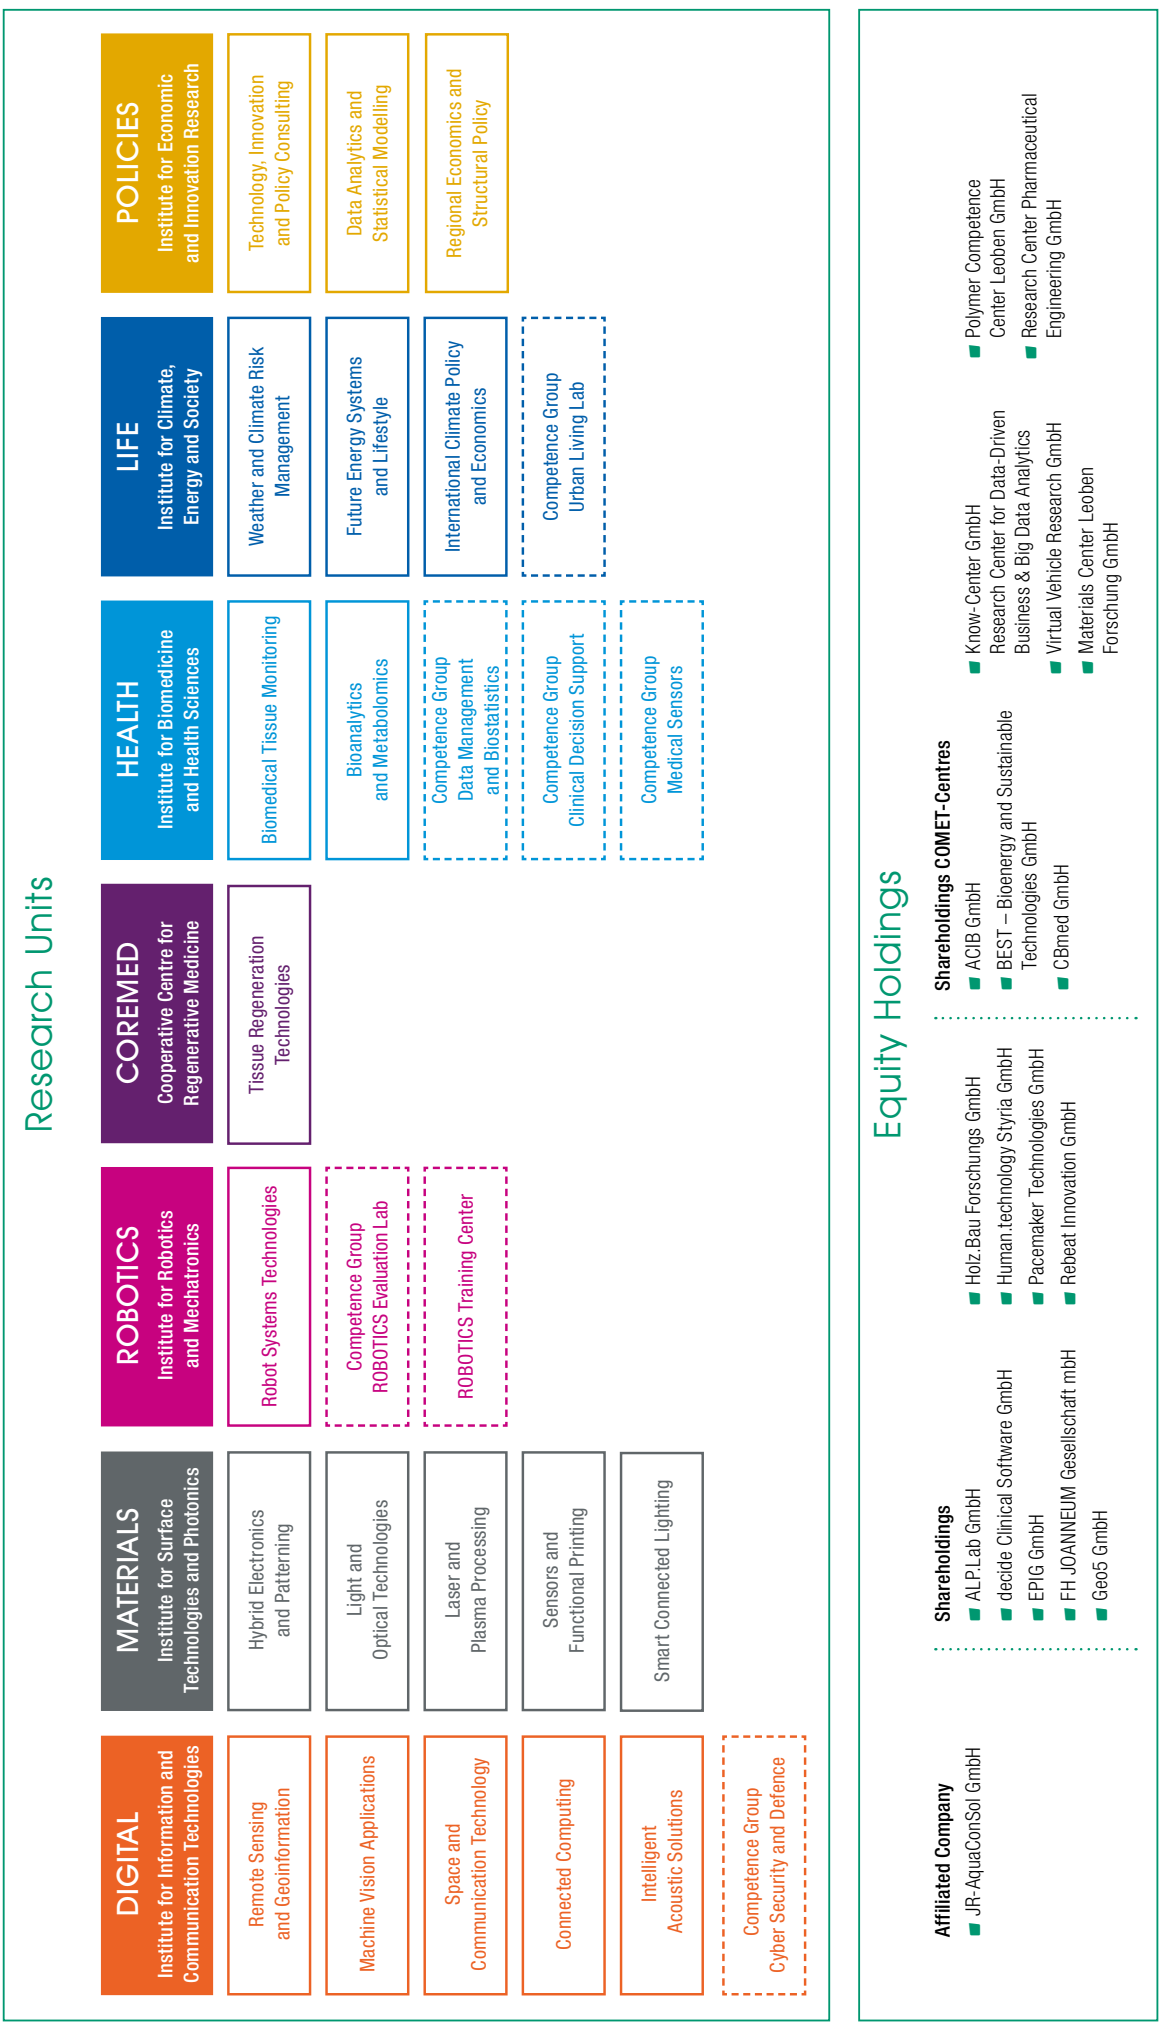 Research Units
DIGITAL
Institute for Information and
Communication Technologies
Remote Sensing
and Geoinformation
Machine Vision Applications
Space and
Communication Technology
Connected Computing
Intelligent
Acoustic Solutions
Competence Group
Cyber Security and Defence
MATERIALS
Institute for Surface
Technologies and Photonics
Hybrid Electronics
and Patterning
Light and
Optical Technologies
Laser and
Plasma Processing
Sensors and
Functional Printing
Smart Connected Lighting
ROBOTICS
Institute for Robotics
and Mechatronics
Robot Systems Technologies
Competence Group
ROBOTICS Evaluation Lab
ROBOTICS Training Center
COREMED
Cooperative Centre for
Regenerative Medicine
Tissue Regeneration
Technologies
HEALTH
Institute for Biomedicine
and Health Sciences
Biomedical Tissue Monitoring
Bioanalytics
and Metabolomics
Competence Group
Data Management
and Biostatistics
Competence Group
Clinical Decision Support
Competence Group
Medical Sensors
LIFE
Institute for Climate,
Energy and Society
Weather and Climate Risk
Management
Future Energy Systems
and Lifestyle
International Climate Policy
and Economics
Competence Group
Urban Living Lab
POLICIES
Institute for Economic
and Innovation Research
Technology, Innovation
and Policy Consulting
Data Analytics and
Statistical Modelling
Regional Economics and
Structural Policy
Equity Holdings
Affiliated Company
JR-AquaConSol GmbH
Shareholdings
ALP.Lab GmbH
decide Clinical Software GmbH
EPIG GmbH
FH JOANNEUM Gesellschaft mbH
Geo5 GmbH
Holz.Bau Forschungs GmbH
Human.technology Styria GmbH
Pacemaker Technologies GmbH
Rebeat Innovation GmbH
Shareholdings COMET-Centres
ACIB GmbH
BEST – Bioenergy and Sustainable
Technologies GmbH
CBmed GmbH
Know-Center GmbH
Research Center for Data-Driven
Business & Big Data Analytics
Virtual Vehicle Research GmbH
Materials Center Leoben
Forschung GmbH
Polymer Competence
Center Leoben GmbH
Research Center Pharmaceutical
Engineering GmbH